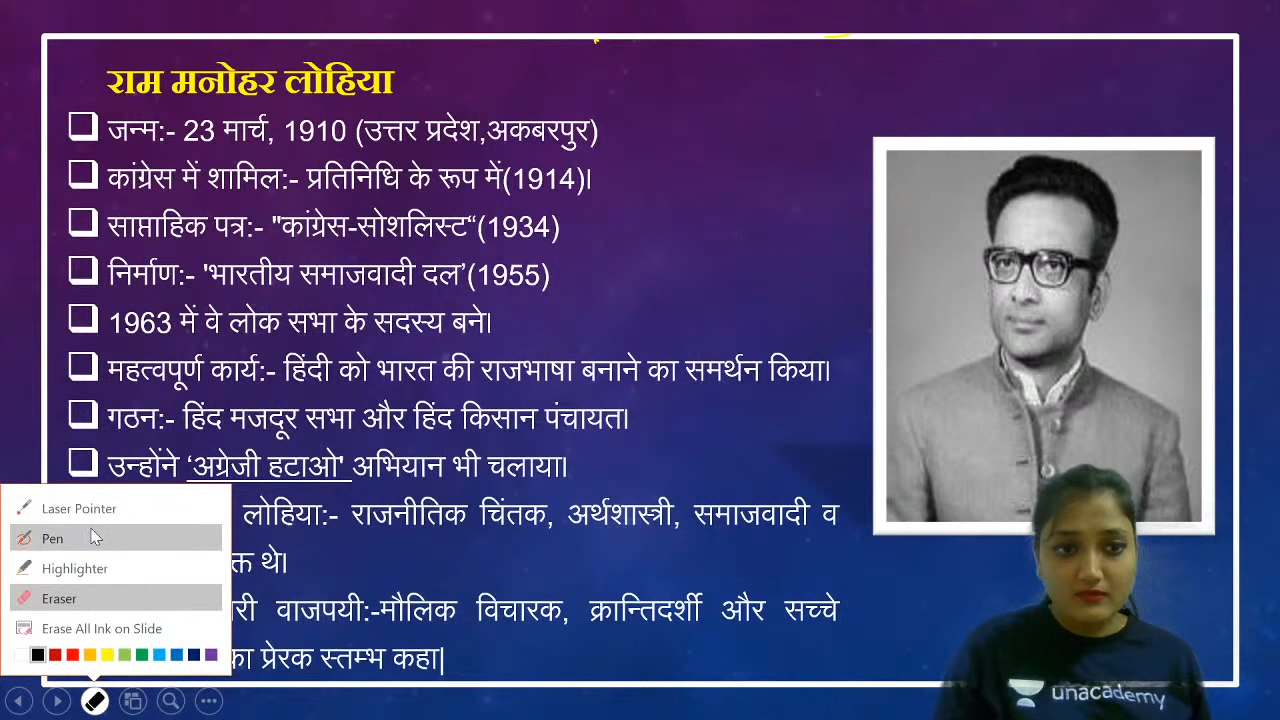 राम मनोहर लोहिया
जन्म:- 23 मार्च, 1910 (उत्तर प्रदेश,अकबरपुर)
कांग्रेस में शामिल:- प्रतिनिधि के रूप में(1914)।
साप्ताहिक पत्र:- "कांग्रेस-सोशलिस्ट“(1934)
निर्माण:- 'भारतीय समाजवादी दल'(1955)
1963 में वे लोक सभा के सदस्य बने।
महत्वपूर्ण कार्य:- हिंदी को भारत की राजभाषा बनाने का समर्थन किया।
गठन:- हिंद मजदूर सभा और हिंद किसान पंचायत।
उन्होंने ‘अग्रेजी हटाओ' अभियान भी चलाया।
लोहिया:- राजनीतिक चिंतक, अर्थशास्त्री, समाजवादी व
थे।
वाजपयी:-मौलिक विचारक, क्रान्तिदर्शी और सच्चे
का प्रेरक स्तम्भ कहा|
Laser Pointer
Pen
Highlighter
Eraser
Erase All Ink on Slide
unacademy